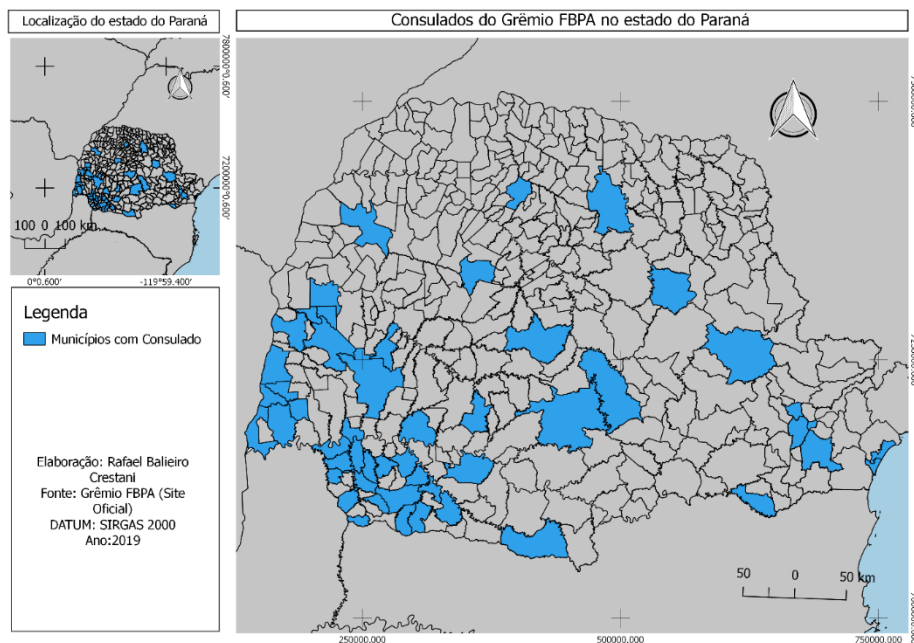 Localização do estado do Paraná
Consulados do Grêmio FBPA no estado do Paraná
7800000°0.600'
7200000°0.600'
100 0 100 km
0°0.600'
-119°59.400'
Legenda
Municípios com Consulado
Elaboração: Rafael Balieiro
Crestani
Fonte: Grêmio FBPA (Site
Oficial)
DATUM: SIRGAS 2000
Ano:2019
50 0 50 km
250000.000
500000.000
750000.000